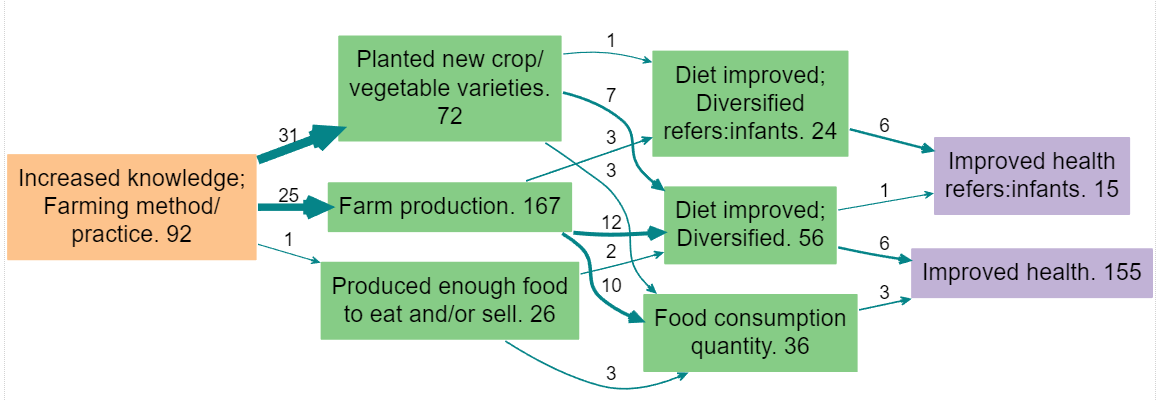 Increased knowledge;
Farming method/
practice. 92
31
25
1
Planted new crop/
vegetable varieties.
72
Farm production. 167
Produced enough food
to eat and/or sell. 26
1
7
3
3
12
2
10
3
Diet improved;
Diversified
refers:infants. 24
Diet improved;
Diversified. 56
Food consumption
quantity. 36
6
1
6
3
Improved health
refers:infants. 15
Improved health. 155